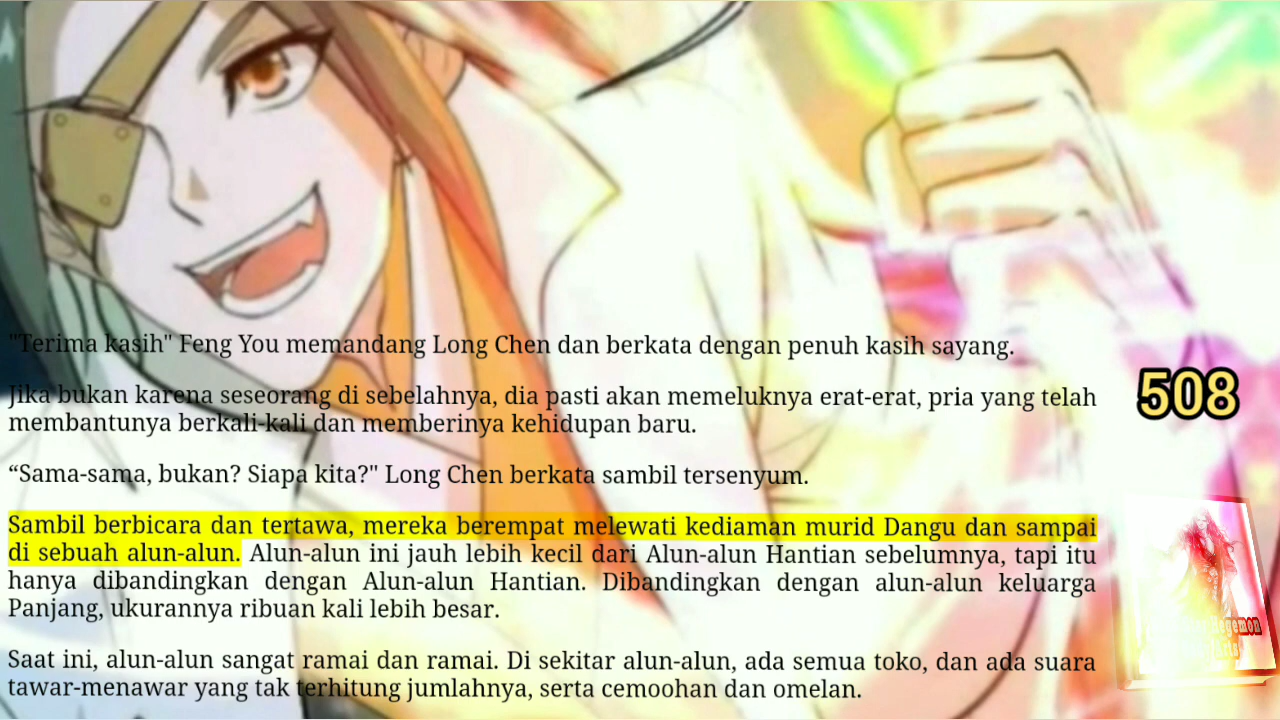 "Terima kasih" Feng You memandang Long Chen dan berkata dengan penuh kasih sayang.
Jika bukan karena seseorang di sebelahnya, dia pasti akan memeluknya erat-erat, pria yang telah
membantunya berkali-kali dan memberinya kehidupan baru.
“Sama-sama, bukan? Siapa kita?" Long Chen berkata sambil tersenyum.
Sambil berbicara dan tertawa, mereka berempat melewati kediaman murid Dangu dan sampai
di sebuah alun-alun. Alun-alun ini jauh lebih kecil dari Alun-alun Hantian sebelumnya, tapi itu
hanya dibandingkan dengan Alun-alun Hantian. Dibandingkan dengan alun-alun keluarga
Panjang, ukurannya ribuan kali lebih besar.
Saat ini, alun-alun sangat ramai dan ramai. Di sekitar alun-alun, ada semua toko, dan ada suara
tawar-menawar yang tak terhitung jumlahnya, serta cemoohan dan omelan.
508